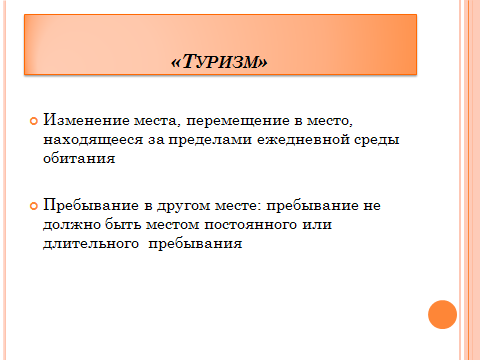 «Туризм»
Изменение места, перемещение в место,
находящееся за пределами ежедневной среды
обитания
Пребывание в другом месте: пребывание не
должно быть местом постоянного или
длительного пребывания